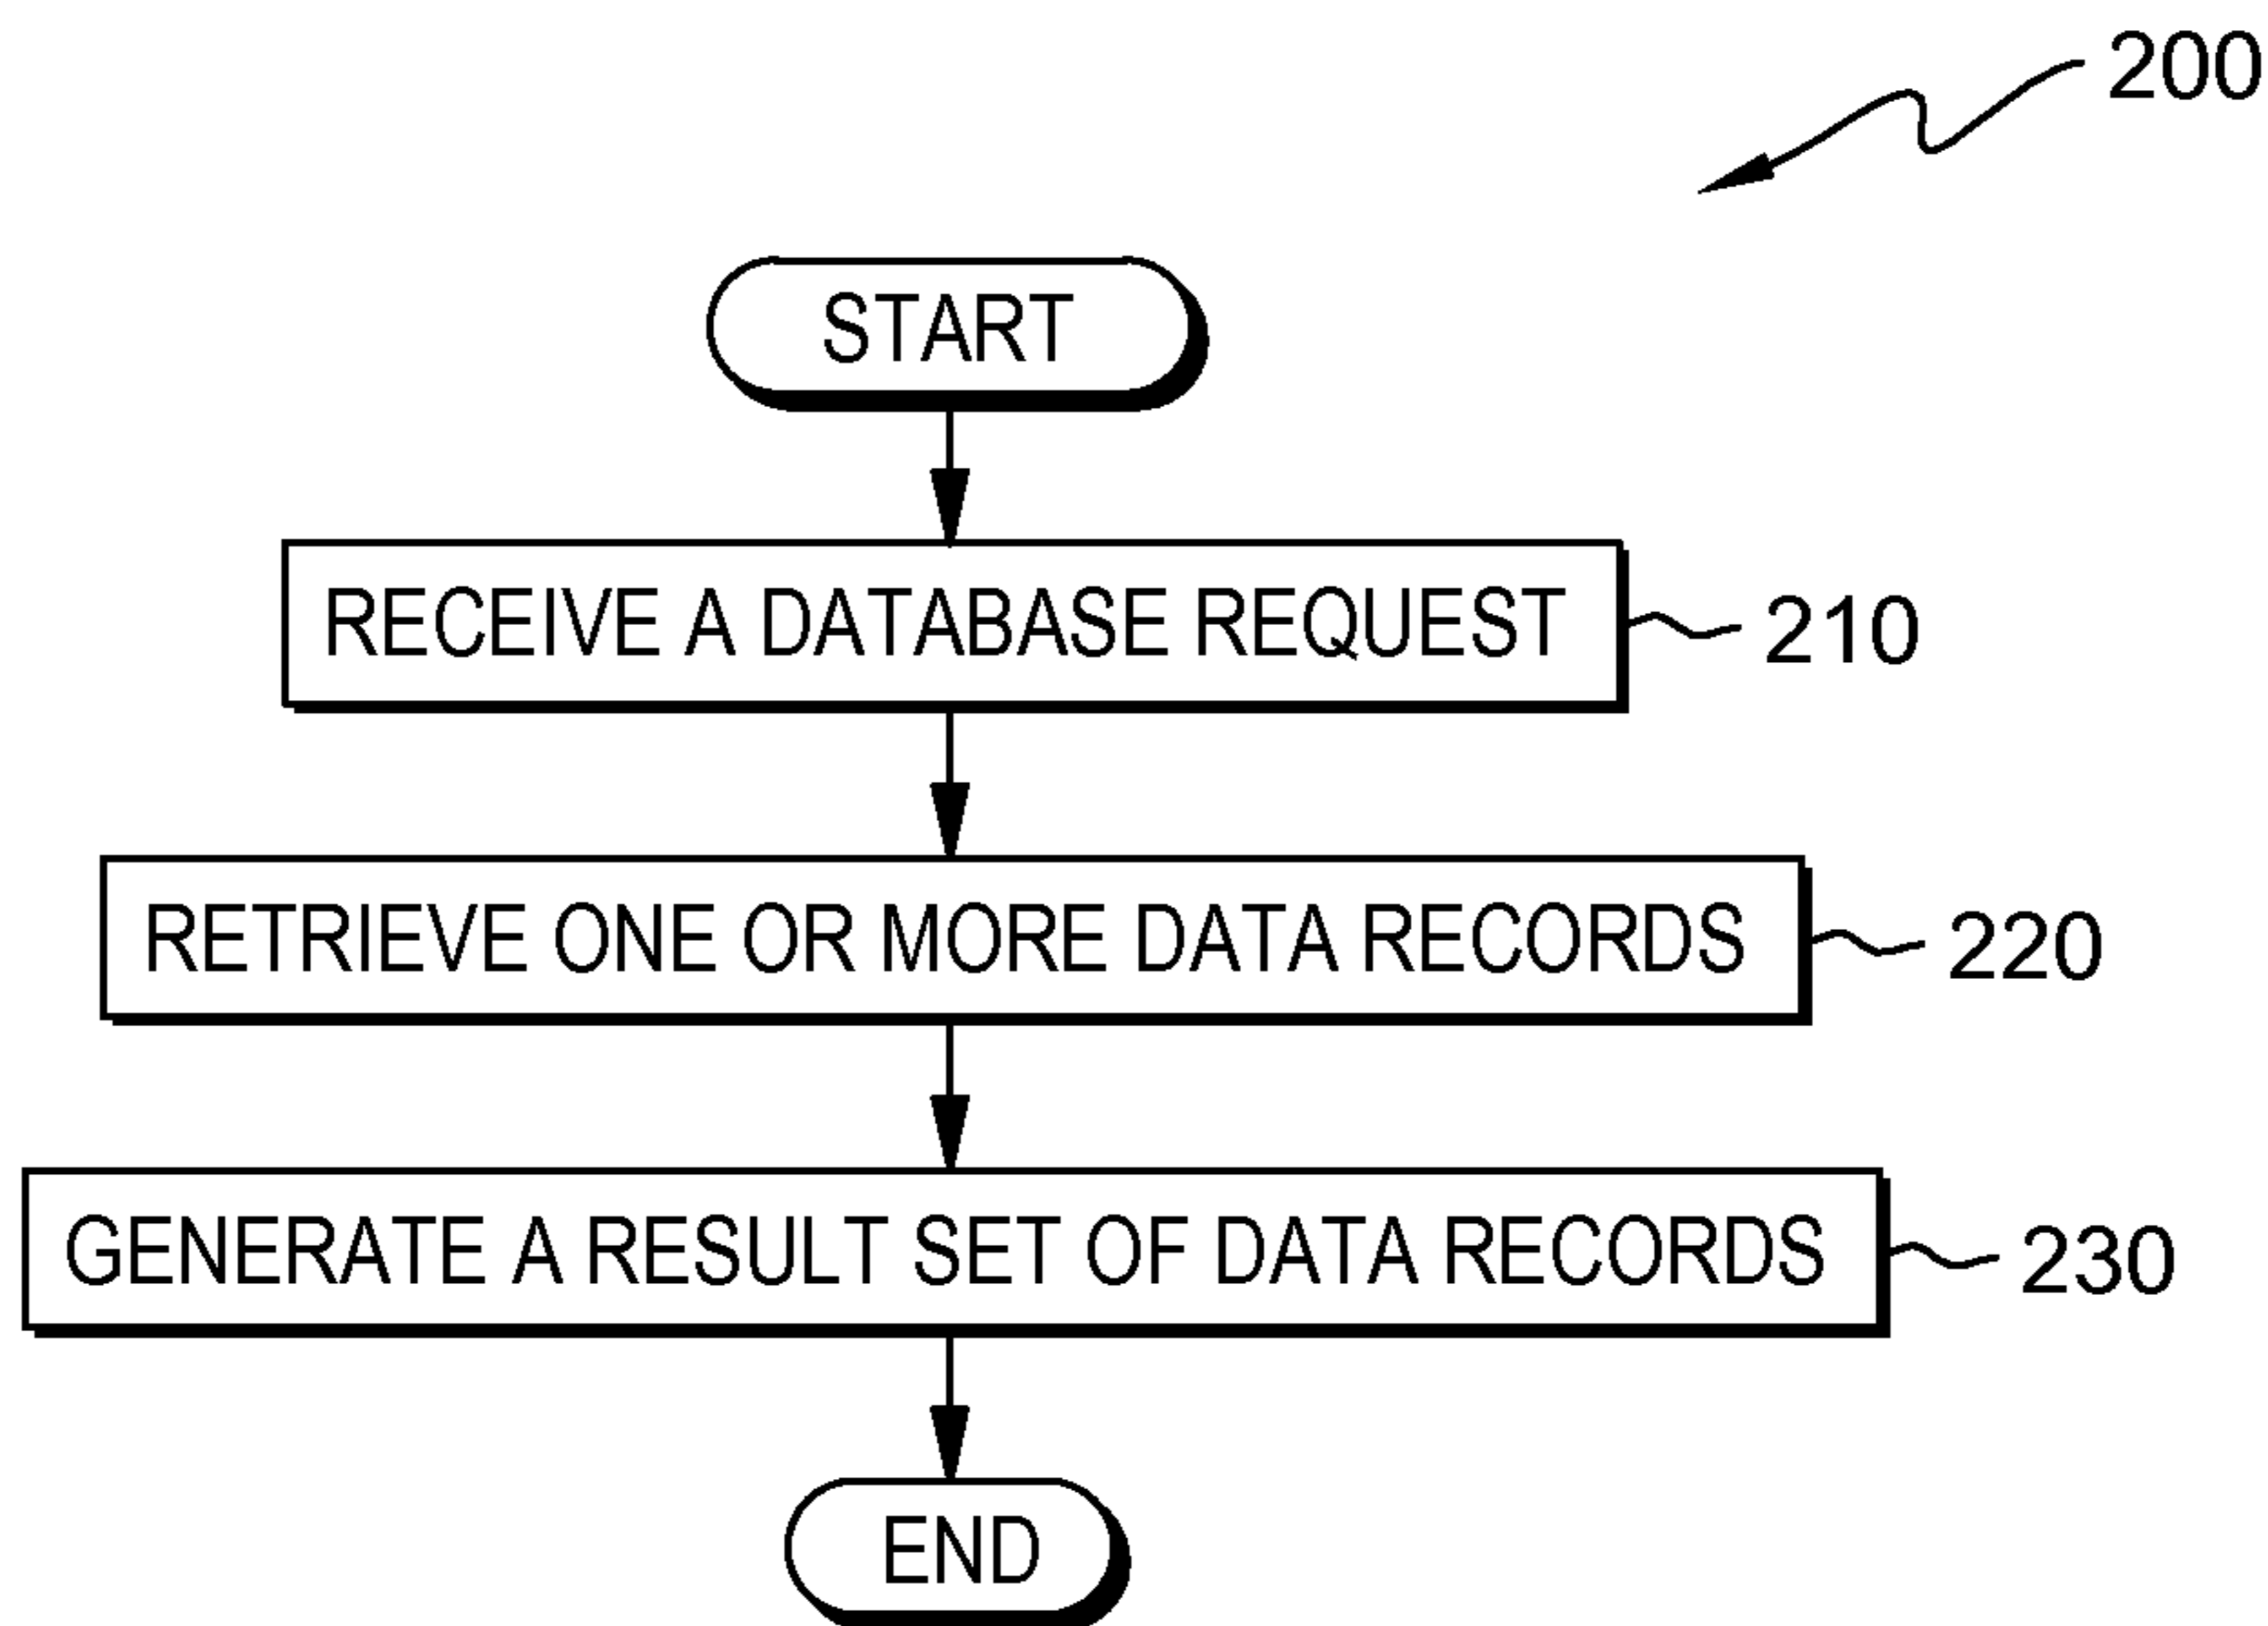 200
START
RECEIVE A DATABASE REQUEST
210
RETRIEVE ONE OR MORE DATA RECORDS
220
GENERATE A RESULT SET OF DATA RECORDS
230
END